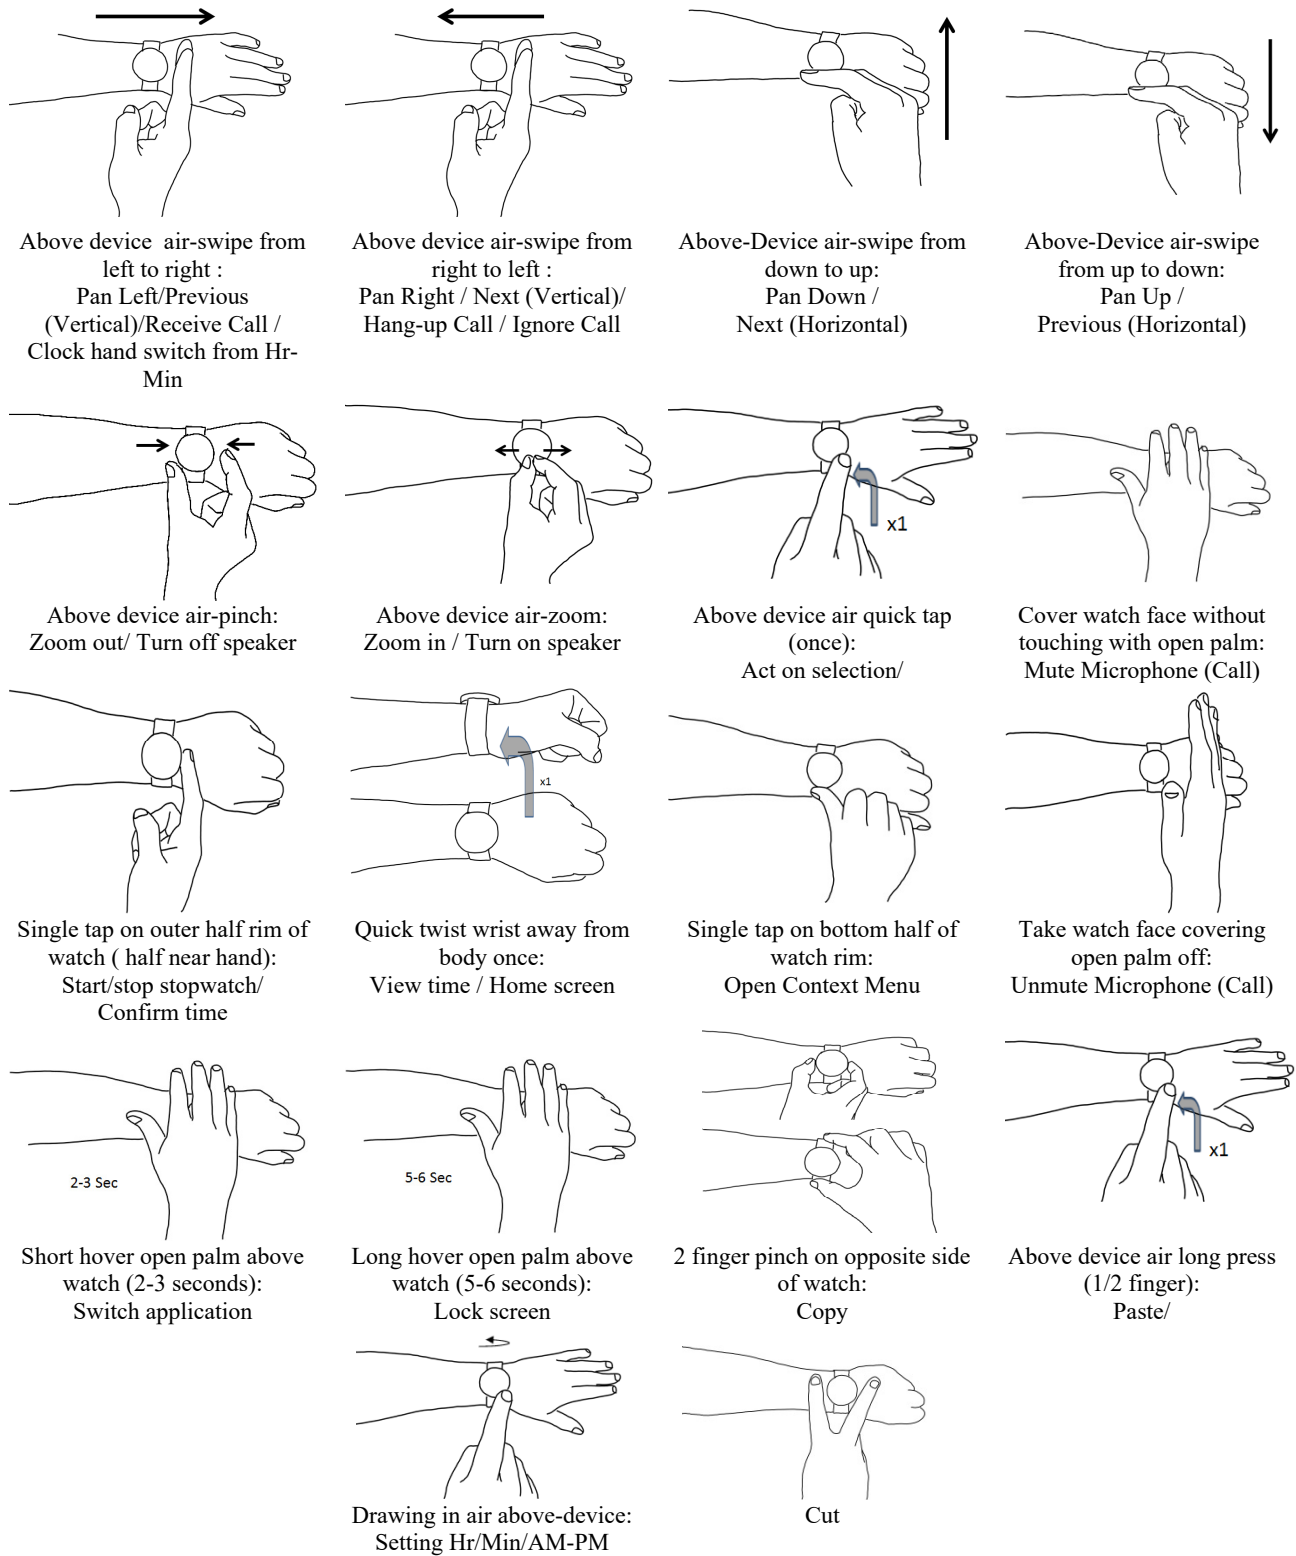 Above device air-swipe from
left to right :
Pan Left/Previous
(Vertical)/Receive Call /
Clock hand switch from Hr-
Min
Above device air-swipe from
right to left :
Pan Right / Next (Vertical)/
Hang-up Call / Ignore Call
Above-Device air-swipe from
down to up:
Pan Down /
Next (Horizontal)
Above-Device air-swipe
from up to down:
Pan Up /
Previous (Horizontal)
Above device air-pinch:
Zoom out/ Turn off speaker
Above device air-zoom:
Zoom in / Turn on speaker
x1
Above device air quick tap
(once):
Act on selection/
Cover watch face without
touching with open palm:
Mute Microphone (Call)
Single tap on outer half rim of
watch ( half near hand):
Start/stop stopwatch/
Confirm time
x1
Quick twist wrist away from
body once:
View time / Home screen
Single tap on bottom half of
watch rim:
Open Context Menu
Take watch face covering
open palm off:
Unmute Microphone (Call)
2-3 Sec
Short hover open palm above
watch (2-3 seconds):
Switch application
5-6 Sec
Long hover open palm above
watch (5-6 seconds):
Lock screen
2 finger pinch on opposite side
of watch:
Copy
x1
Above device air long press
(1/2 finger):
Paste/
Drawing in air above-device:
Setting Hr/Min/AM-PM
Cut